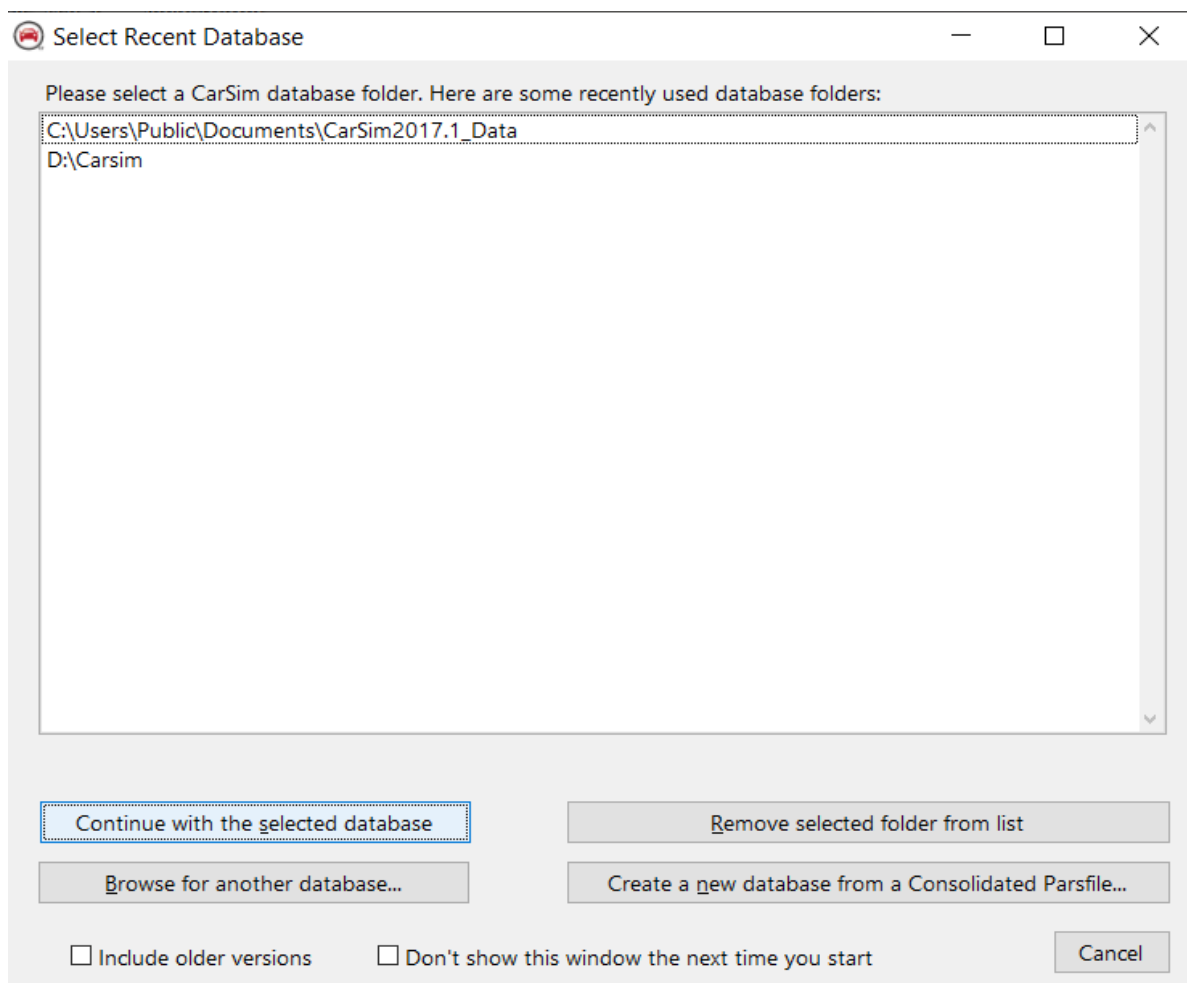 Select Recent Database
Please select a CarSim database folder. Here are some recently used database folders:
C:\Users\Public\Documents\CarSim2017.1_Data
D:\Carsim
Continue with the selected database
Remove selected folder from list
Browse for another database...
Create a new database from a Consolidated Parsfile...
Include older versions
Don't show this window the next time you start
Cancel